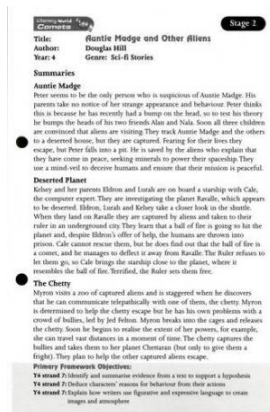 Literacy World
Comets
Stage 2
Title: Auntie Madge and Other Aliens
Author: Douglas Hill
Year: 4 Genre: Sci-fi Stories
Summaries
Auntie Madge
Peter seems to be the only person who is suspicious of Auntie Madge. His
parents take no notice of her strange appearance and behaviour. Peter thinks
this is because he has recently had a bump on the head, so to test his theory
he bumps the heads of his two friends Alan and Nala. Soon all three children
are convinced that aliens are visiting. They track Auntie Madge and the others
to a deserted house, but they are captured. Fearing for their lives they
escape, but Peter falls into a pit. He is saved by the aliens who explain that
they have come in peace, seeking minerals to power their spaceship. They
use a mind-veil to deceive humans and ensure that their mission is peaceful.
Deserted Planet
Kelsey and her parents Eldron and Lurah are on board a starship with Cale,
the computer expert. They are investigating the planet Ravalle, which appears
to be deserted. Eldron, Lurah and Kelsey take a closer look in the shuttle.
When they land on Ravalle they are captured by aliens and taken to their
ruler in an underground city. They learn that a ball of fire is going to hit the
planet and, despite Eldron's offer of help, the humans are thrown into
prison. Cale cannot rescue them, but he does find out that the ball of fire is
a comet, and he manages to deflect it away from Ravalle. The Ruler refuses to
let them go, so Cale brings the starship close to the planet, where it
resembles the ball of fire. Terrified, the Ruler sets them free.
The Chetty
Myron visits a zoo of captured aliens and is staggered when he discovers
that he can communicate telepathically with one of them, the chetty. Myron
is determined to help the chetty escape but he has his own problems with a
crowd of bullies, led by Jed Felton. Myron breaks into the cages and releases
the chetty. Soon he begins to realise the extent of her powers, for example,
she can travel vast distances in a moment of time. The chetty captures the
bullies and takes them to her planet Chettanan (but only to give them a
fright). They plan to help the other captured aliens escape.
Primary Framework Objectives:
Y4 strand 7: Identify and summarise evidence from a text to support a hypothesis
Y4 strand 7: Deduce characters' reasons for behaviour from their actions
Y4 strand 7: Explain how writers use figurative and expressive language to create
images and atmosphere